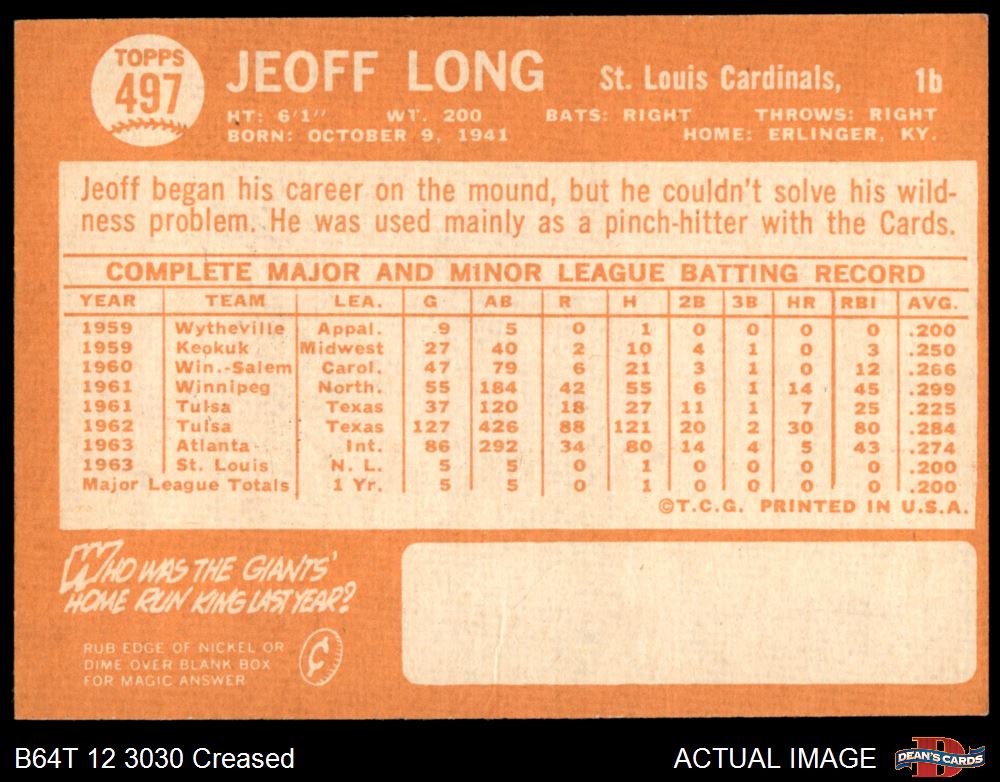 TOPPS
497
JEOFF LONG St. Louis Cardinals, 1b
HT: 6'1" WT. 200 BATS: RIGHT THROWS: RIGHT
BORN: OCTOBER 9, 1941 HOME: ERLINGER, KY.
Jeoff began his career on the mound, but he couldn't solve his wild-
ness problem. He was used mainly as a pinch-hitter with the Cards.
COMPLETE MAJOR AND MINOR LEAGUE BATTING RECORD
YEAR TEAM LEA. G AB R H 2B 3B HR RBI AVG.
1959 Wytheville Appal. 9 5 0 1 0 0 0 0 .200
1959 Keokuk Midwest 27 40 2 10 4 1 0 3 .250
1960 Win.-Salem Carol. 47 79 6 21 3 1 0 12 .266
1961 Winnipeg North. 55 184 42 55 6 1 14 45 .299
1961 Tulsa Texas 37 120 18 27 11 1 7 25 .225
1962 Tulsa Texas 127 426 88 121 20 2 30 80 .284
1963 Atlanta Int. 86 292 34 80 14 4 5 43 .274
1963 St. Louis N. L. 5 5 0 1 0 0 0 0 .200
Major League Totals 1 Yr. 5 5 0 1 0 0 0 0 .200
©T.C.G. PRINTED IN U.S.A.
WHO WAS THE GIANTS'
HOME RUN KING LAST YEAR?
RUB EDGE OF NICKEL OR
DIME OVER BLANK BOX
FOR MAGIC ANSWER
¢
B64T 12 3030 Creased ACTUAL IMAGE
D
DEAN'S CARDS